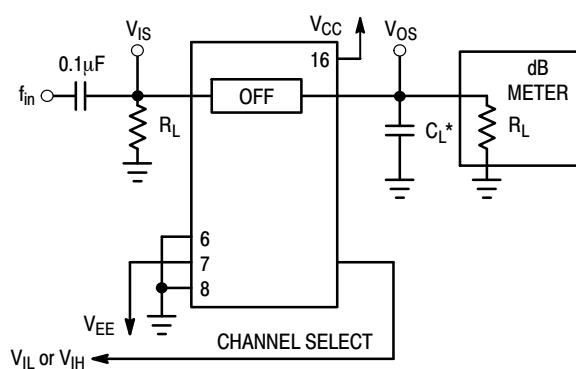 V_IS
V_CC
V_OS
0.1μF
16
dB
METER
f_in
OFF
R_L
C_L*
R_L
6
7
8
V_EE
CHANNEL SELECT
V_IL or V_IH